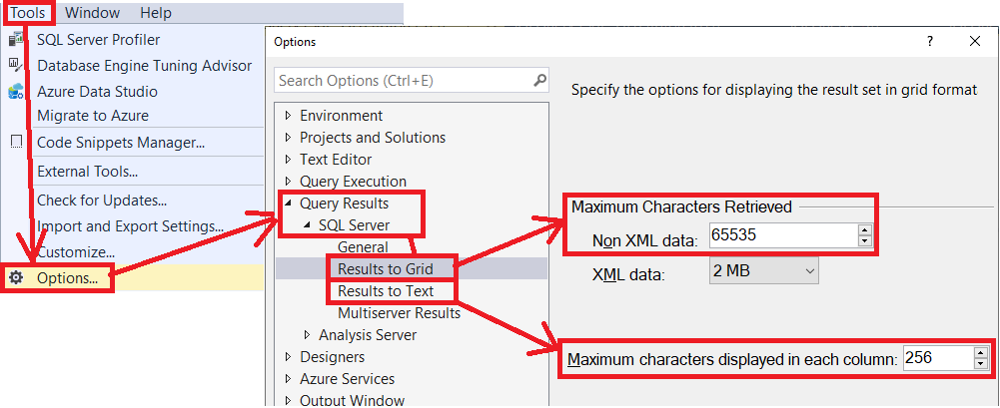 Tools Window Help
SQL Server Profiler
Database Engine Tuning Advisor
Azure Data Studio
Migrate to Azure
Code Snippets Manager...
External Tools...
Check for Updates...
Import and Export Settings...
Customize...
Options...
Options ? ×
Search Options (Ctrl+E)
Environment
Projects and Solutions
Text Editor
Query Execution
Query Results
SQL Server
General
Results to Grid
Results to Text
Multiserver Results
Analysis Server
Designers
Azure Services
Output Window
Specify the options for displaying the result set in grid format
Maximum Characters Retrieved
Non XML data: 65535
XML data: 2 MB
Maximum characters displayed in each column: 256